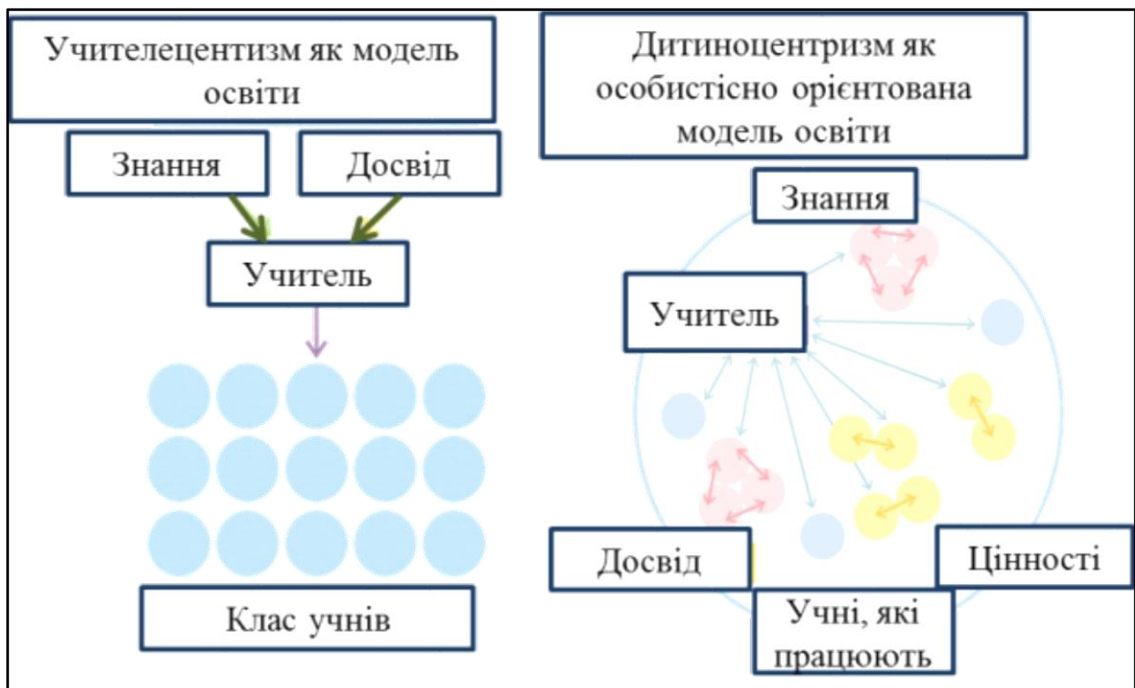 Учителецентизм як модель
освіти
Знання
Досвід
Учитель
Клас учнів
Дитиноцентризм як
особистісно орієнтована
модель освіти
Знання
Учитель
Досвід
Цінності
Учні, які
працюють